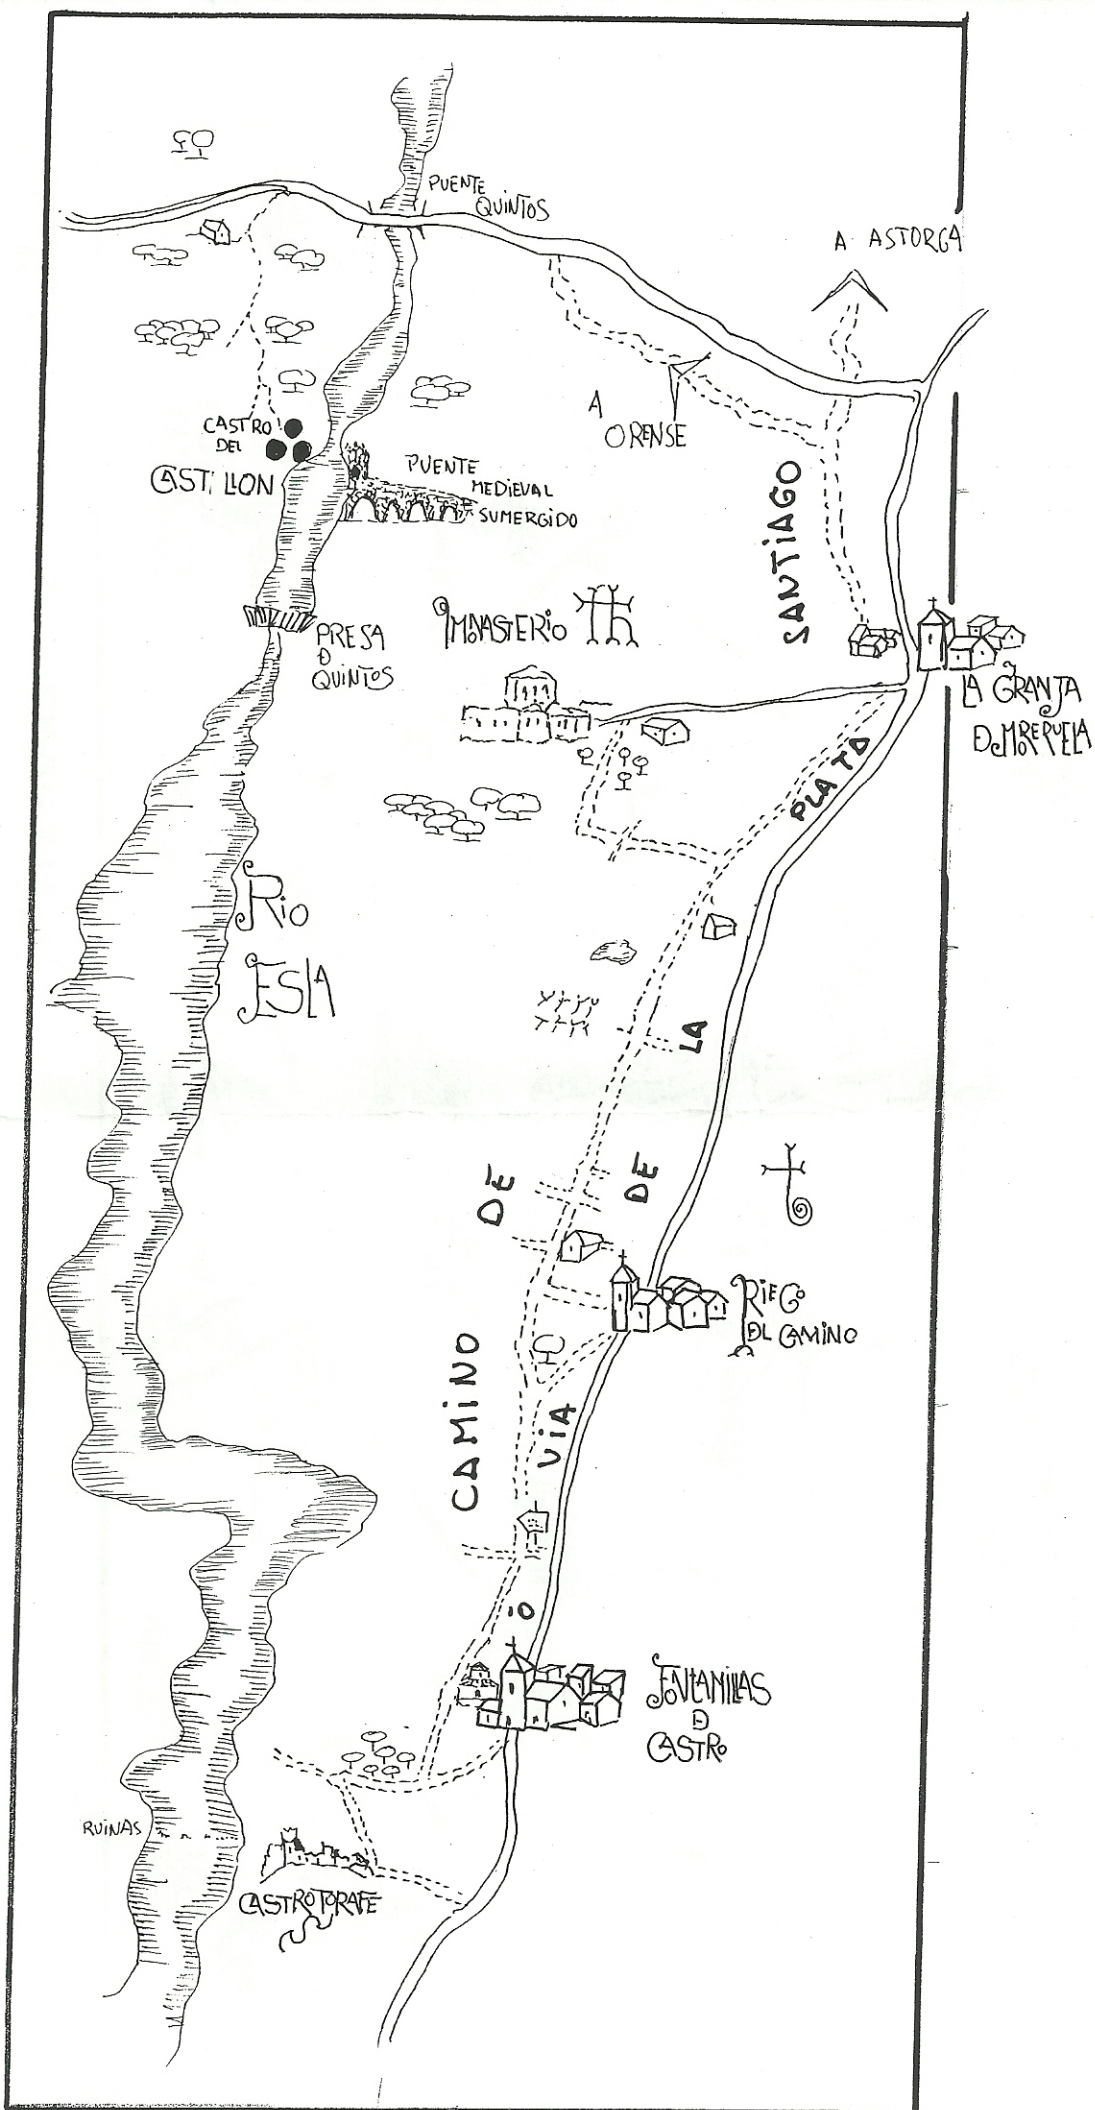 PUENTE
QUINTOS
A ASTORGA
A
ORENSE
CASTRO
DEL
CASTILLON
PUENTE
MEDIEVAL
SUMERGIDO
SANTIAGO
PRESA
D
QUINTOS
MONASTERIO
LA GRANJA
D MORERUELA
PLATA
RIO
ESLA
LA
DE
DE
RIEGO
DL CAMINO
CAMINO
VIA
O
FONTANILLAS
D
CASTRO
RUINAS
CASTROTORAFE